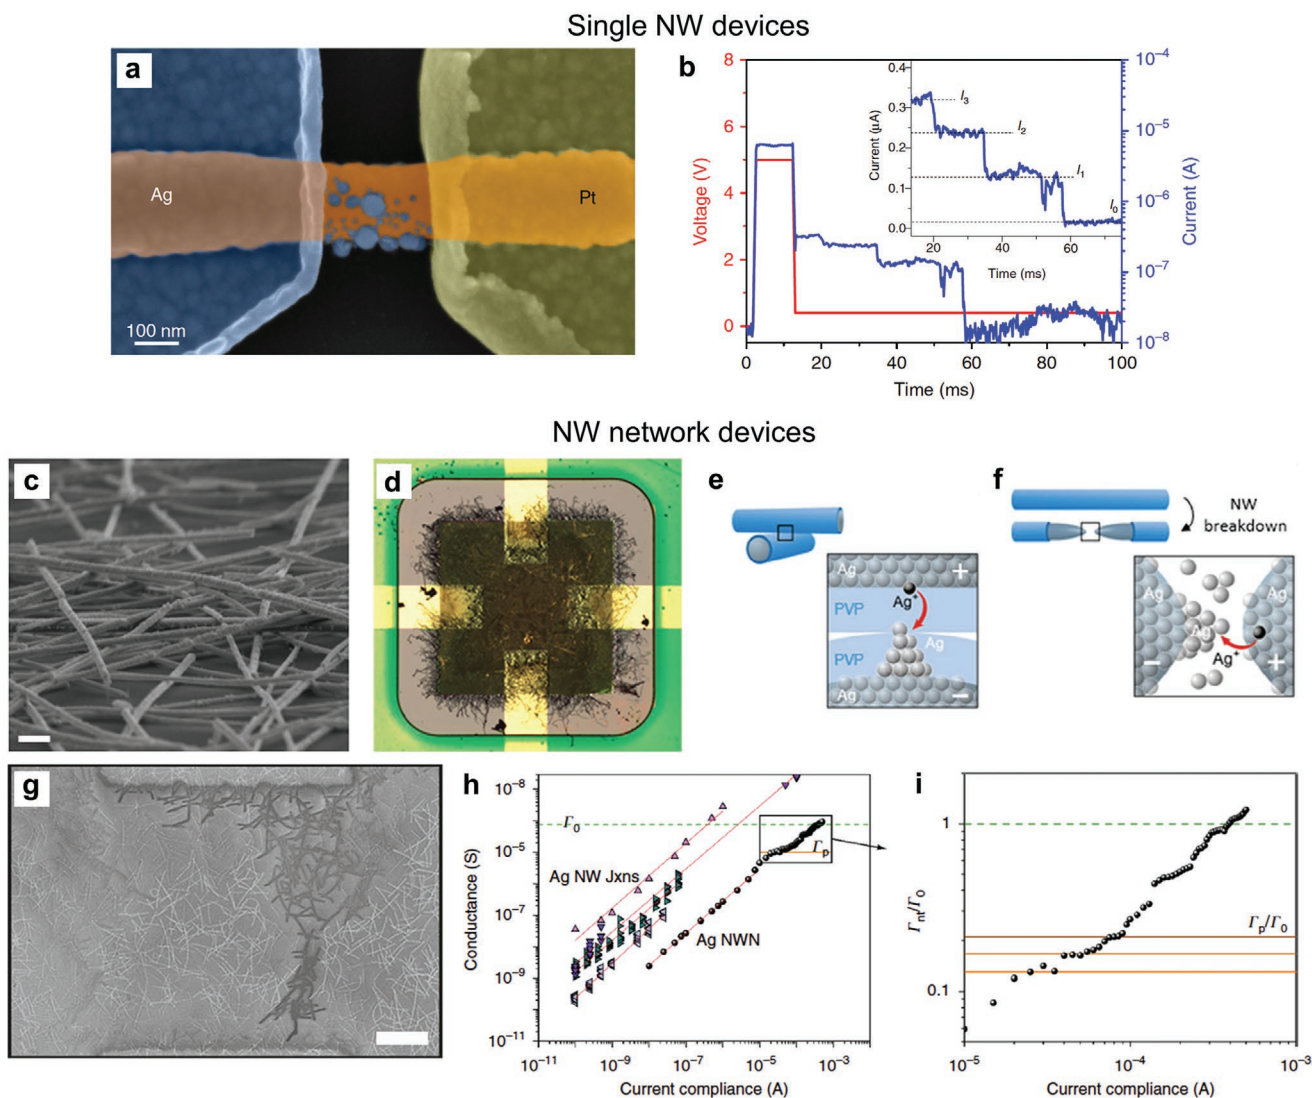 Single NW devices
a
Ag
Pt
100 nm
b
8
6
4
2
0
Voltage (V)
0
20
40
60
80
100
Time (ms)
10⁻⁴
10⁻⁵
10⁻⁶
10⁻⁷
10⁻⁸
Current (A)
0.4
0.3
0.2
0.1
0.0
Current (µA)
I₃
I₂
I₁
I₀
20
30
40
50
60
70
Time (ms)
NW network devices
c
d
e
Ag
+
Ag⁺
PVP
Ag
PVP
Ag
−
f
NW
breakdown
Ag
Ag
Ag
Ag⁺
−
+
g
h
10⁻⁸
10⁻⁵
10⁻⁷
10⁻⁹
10⁻¹¹
Conductance (S)
Γ₀
Γₚ
Ag NW Jxns
Ag NWN
10⁻¹¹
10⁻⁹
10⁻⁷
10⁻⁵
10⁻³
Current compliance (A)
i
1
0.1
Γₙₜ/Γ₀
Γₚ/Γ₀
10⁻⁵
10⁻⁴
10⁻³
Current compliance (A)